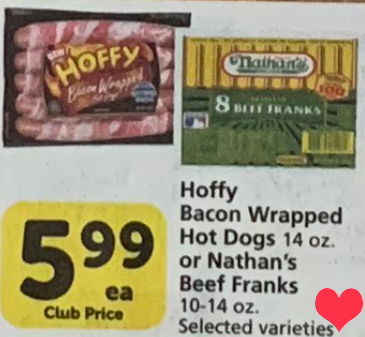 NEW!
HOFFY
Bacon Wrapped
Nathan's
8 BEEF FRANKS
5.99
ea
Club Price
Hoffy
Bacon Wrapped
Hot Dogs 14 oz.
or Nathan's
Beef Franks
10-14 oz.
Selected varieties